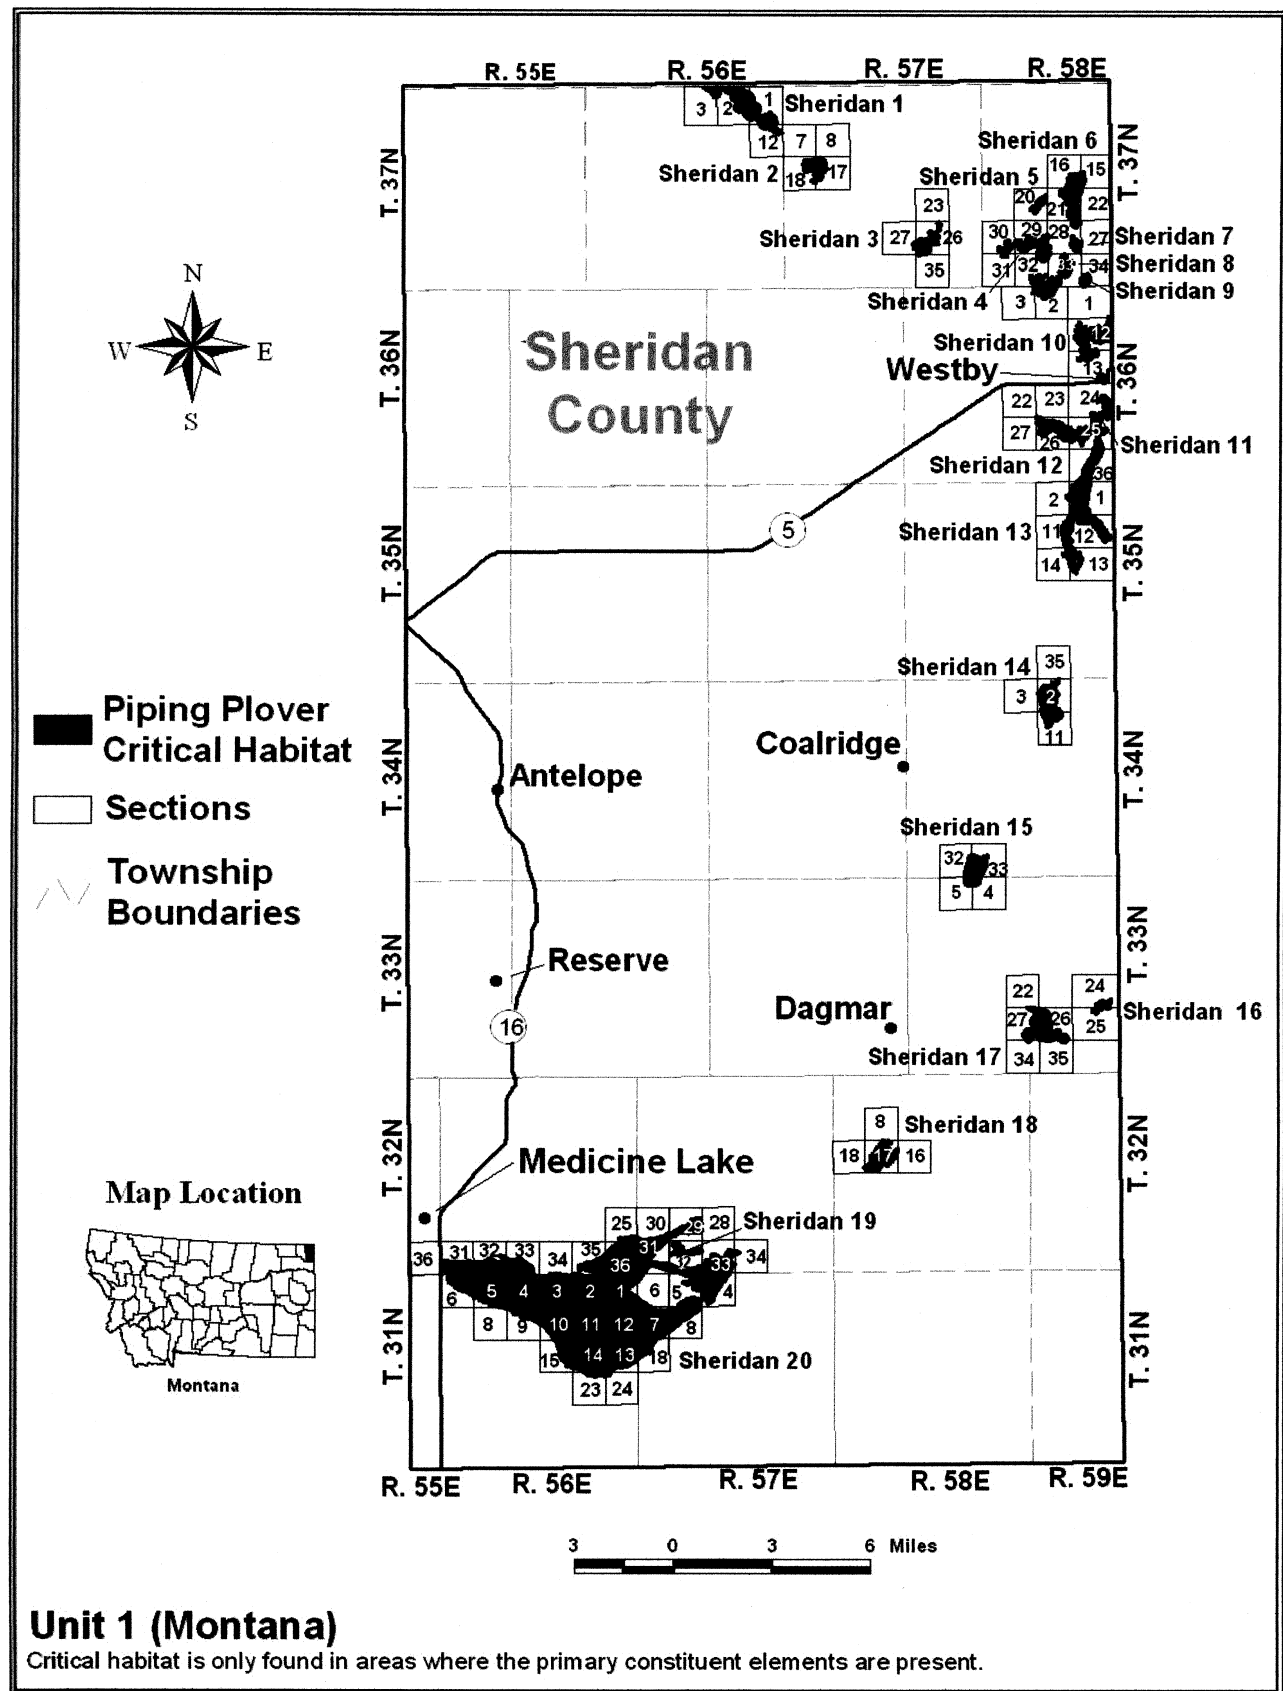 R. 55E R. 56E R. 57E R. 58E
3 2 1 Sheridan 1
12 7 8
Sheridan 2 18 17
T. 37N
T. 37N
Sheridan 6
16 15
Sheridan 5 20 21 22
23
Sheridan 3 27 26
35
30 29 28 27 Sheridan 7
31 32 33 34 Sheridan 8
Sheridan 9
Sheridan 4 3 2 1
N
W E
S
T. 36N
T. 36N
Sheridan
County
Sheridan 10 12
13
Westby
22 23 24
27 26 25
Sheridan 11
Sheridan 12 36
2 1
5
Sheridan 13 11 12
14 13
T. 35N
T. 35N
Sheridan 14 35
3 2
11
Piping Plover
Critical Habitat
Sections
Township
Boundaries
T. 34N
T. 34N
Coalridge
Antelope
Sheridan 15
32 33
5 4
T. 33N
T. 33N
Reserve
16
Dagmar
22 24
27 26 25
Sheridan 16
Sheridan 17 34 35
T. 32N
T. 32N
8 Sheridan 18
18 17 16
Medicine Lake
25 30 29 28 Sheridan 19
36 31 32 33 34 35 36 31 32 33 34
6 5 4 3 2 1 6 5 4
8 9 10 11 12 7 8
15 14 13 18 Sheridan 20
23 24
T. 31N
T. 31N
Map Location
Montana
R. 55E R. 56E R. 57E R. 58E R. 59E
3 0 3 6 Miles
Unit 1 (Montana)
Critical habitat is only found in areas where the primary constituent elements are present.